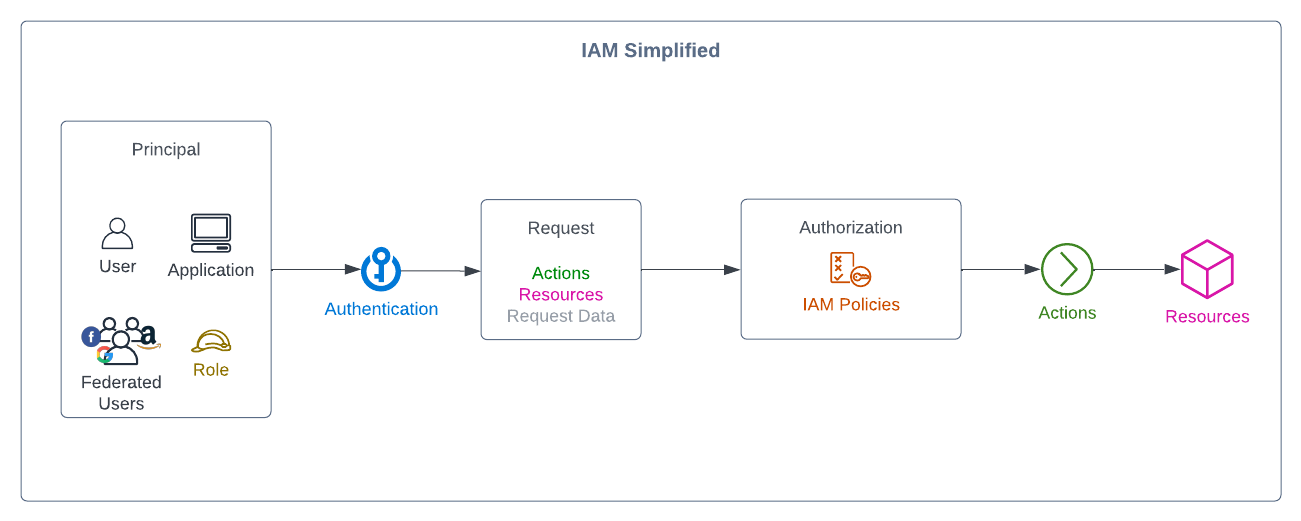 IAM Simplified
Principal
User
Application
Federated
Users
Role
Authentication
Request
Actions
Resources
Request Data
Authorization
IAM Policies
Actions
Resources